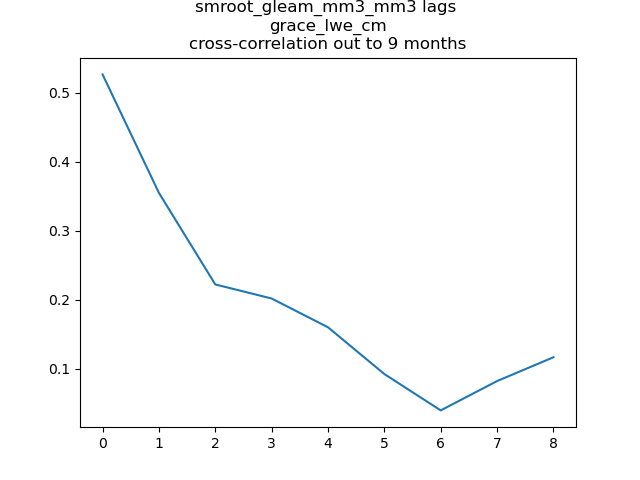 smroot_gleam_mm3_mm3 lags
grace_lwe_cm
cross-correlation out to 9 months
0.5
0.4
0.3
0.2
0.1
0 1 2 3 4 5 6 7 8